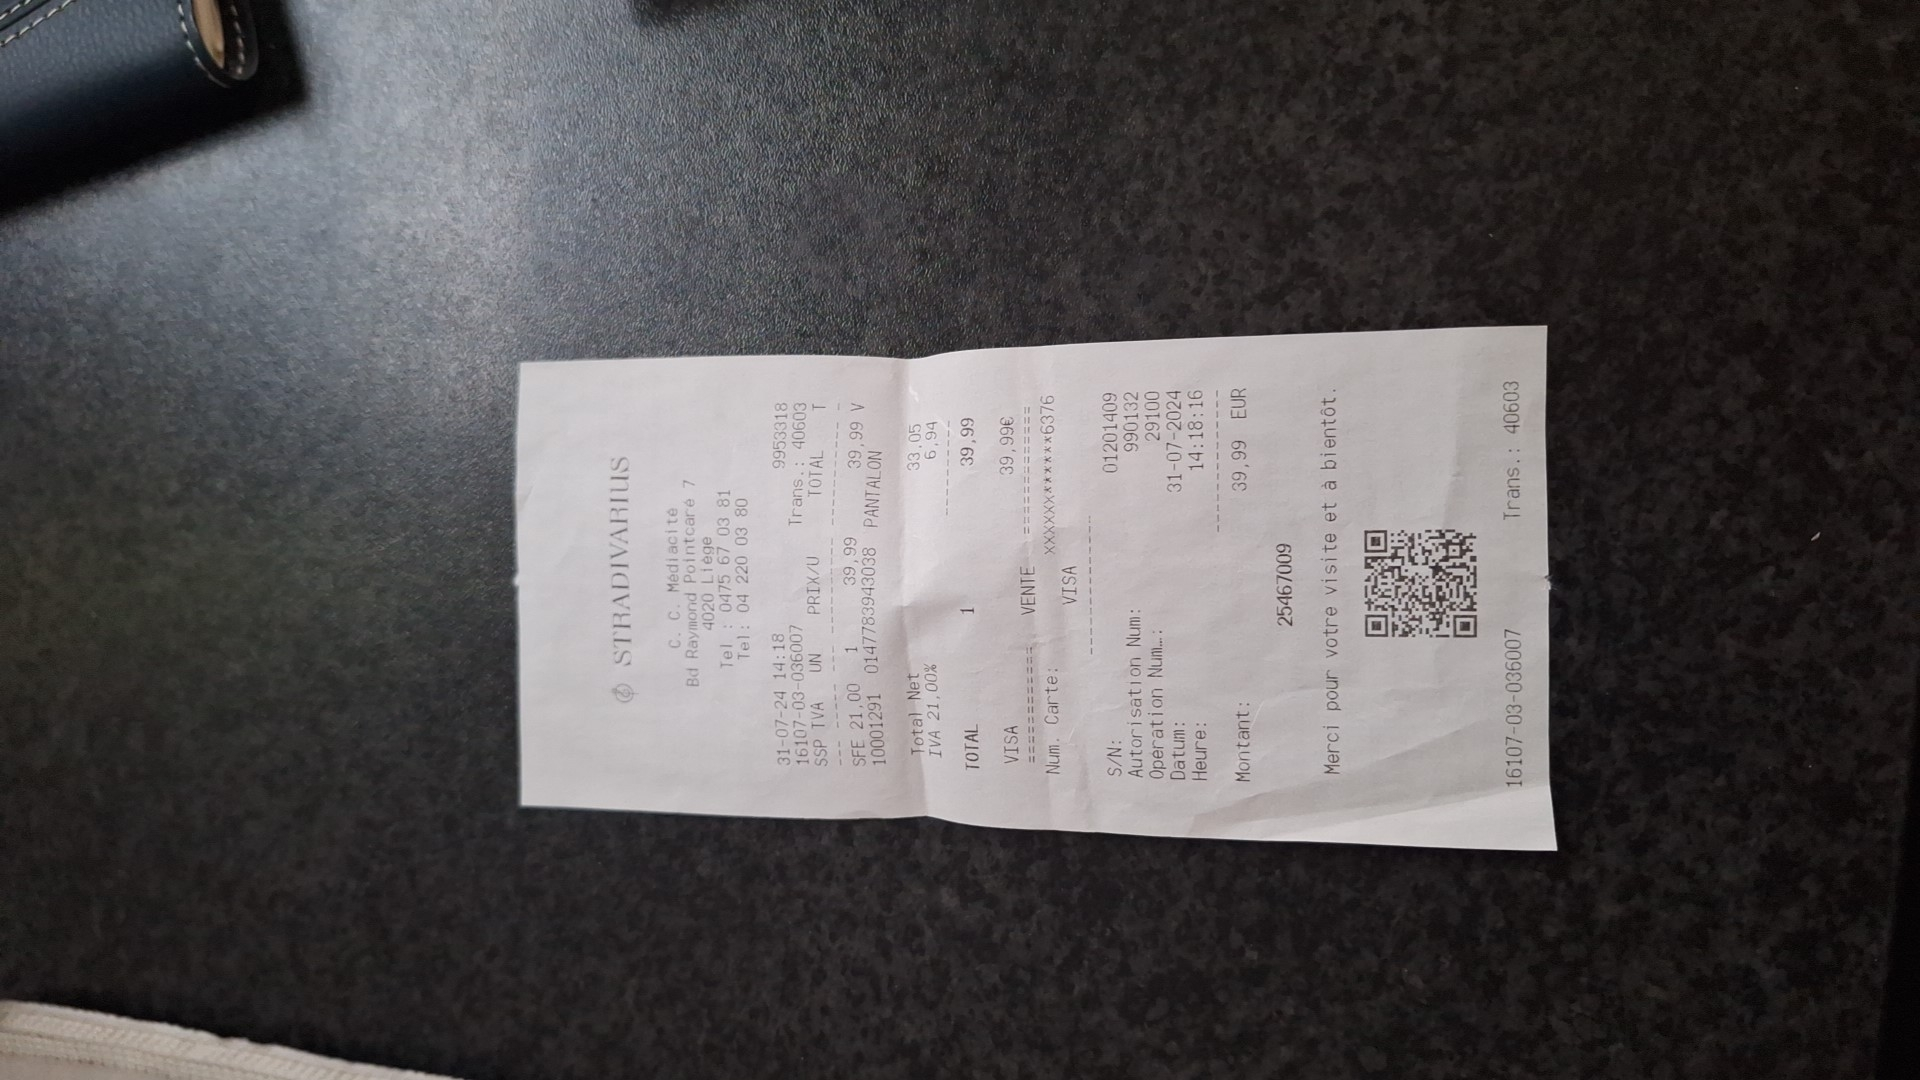 STRADIVARIUS
C. C. Médiacité
Bd Raymond Pointcaré 7
4020 Liège
Tel : 0475 67 03 81
Tel: 04 220 03 80
31-07-24 14:18 9953318
16107-03-036007 Trans.: 40603
SSP TVA UN PRIX/U TOTAL T
SFE 21,00 1 39,99 39,99 V
10001291 01477839943038 PANTALON
Total Net 33,05
IVA 21,00% 6,94
TOTAL 1 39,99
VISA 39,99€
============ VENTE ============
Num. Carte: XXXXXX******6376
VISA
S/N: 01201409
Autorisation Num: 990132
Opération Num…: 29100
Datum: 31-07-2024
Heure: 14:18:16
Montant: 39,99 EUR
25467009
Merci pour votre visite et à bientôt.
16107-03-036007 Trans.: 40603